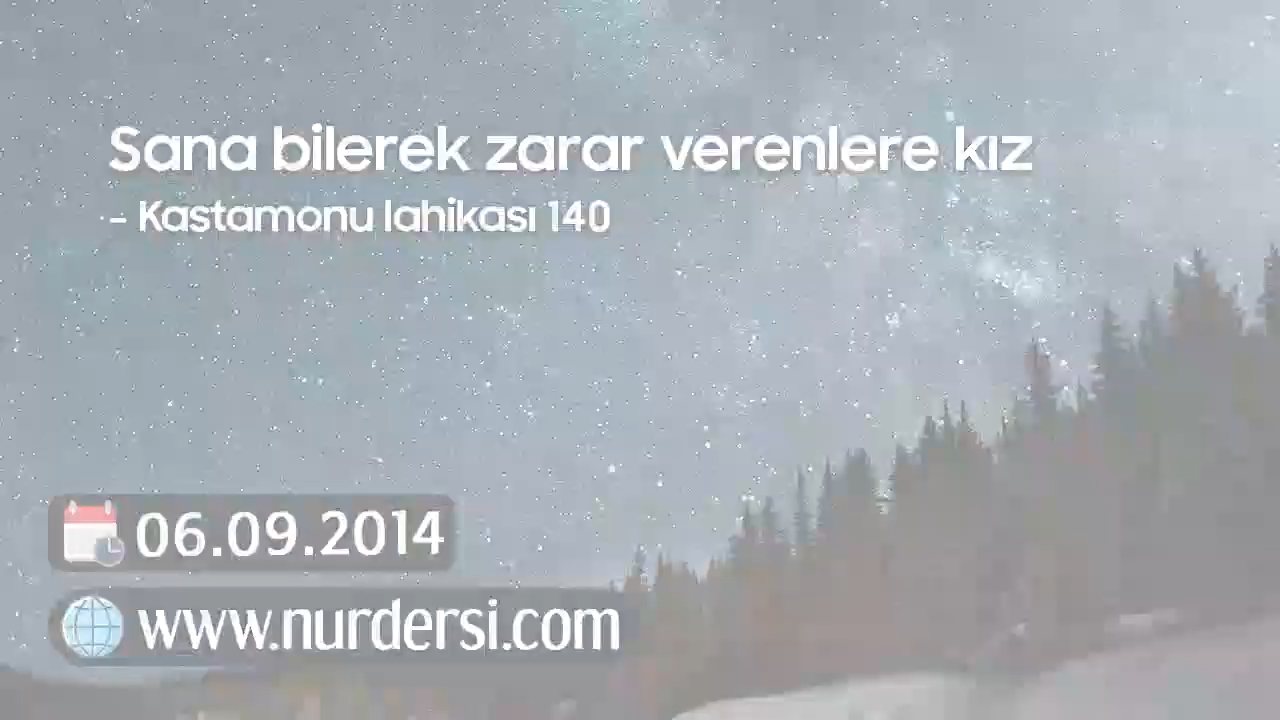 Sana bilerek zarar verenlere kız
- Kastamonu lahikası 140
06.09.2014
www.nurdersi.com